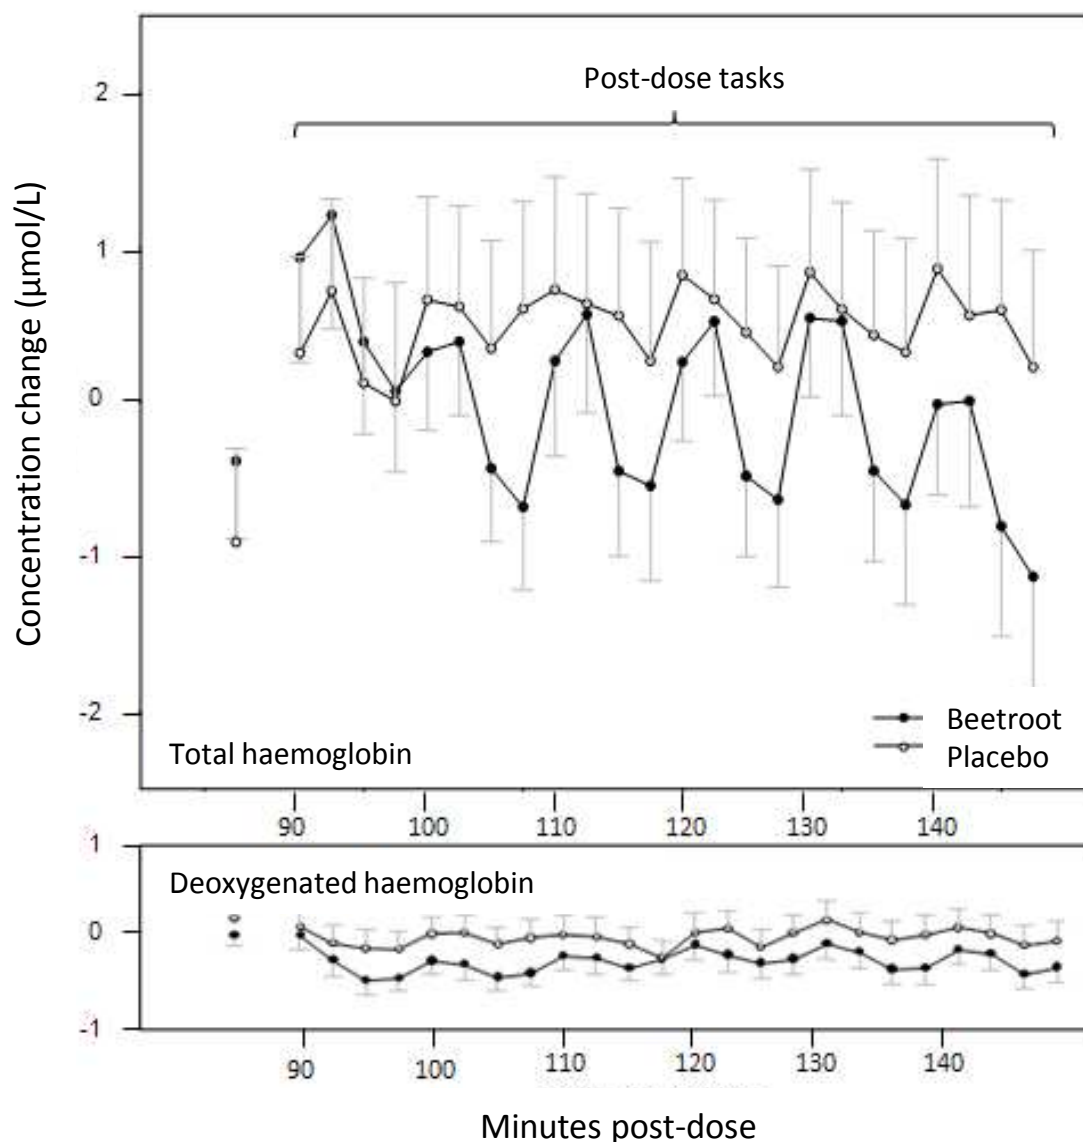 Post-dose tasks
Concentration change (µmol/L)
2
1
0
-1
-2
Beetroot
Placebo
Total haemoglobin
90 100 110 120 130 140
1
Deoxygenated haemoglobin
0
-1
90 100 110 120 130 140
Minutes post-dose